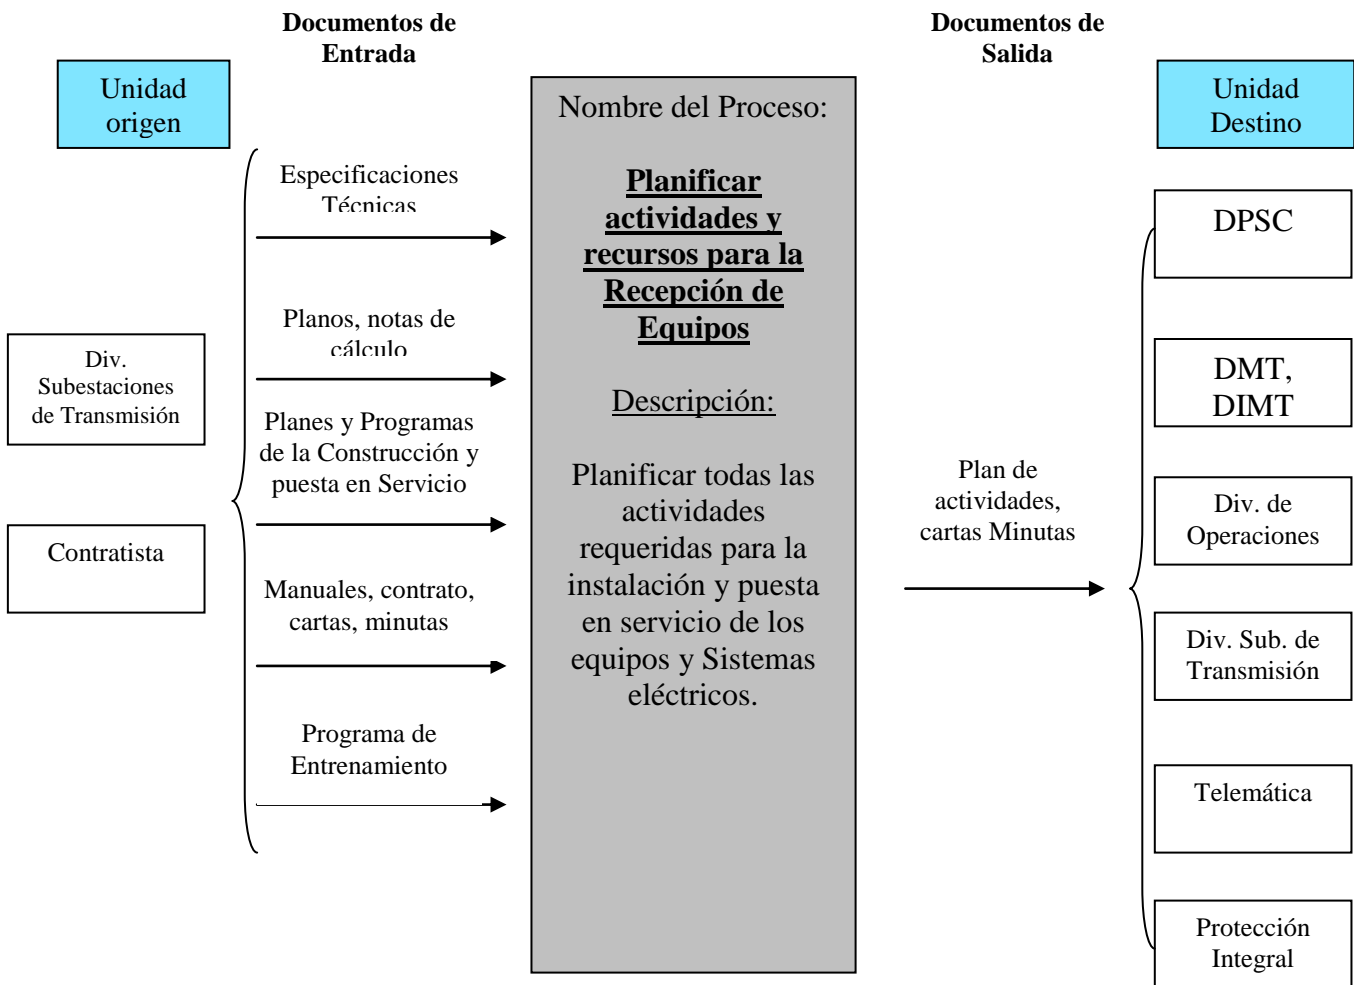 Documentos de
Entrada
Documentos de
Salida
Unidad
origen
Unidad
Destino
Especificaciones
Técnicas
Planos, notas de
cálculo
Div.
Subestaciones
de Transmisión
Planes y Programas
de la Construcción y
puesta en Servicio
Contratista
Manuales, contrato,
cartas, minutas
Programa de
Entrenamiento
Nombre del Proceso:
Planificar
actividades y
recursos para la
Recepción de
Equipos
Descripción:
Planificar todas las
actividades
requeridas para la
instalación y puesta
en servicio de los
equipos y Sistemas
eléctricos.
Plan de
actividades,
cartas Minutas
DPSC
DMT,
DIMT
Div. de
Operaciones
Div. Sub. de
Transmisión
Telemática
Protección
Integral